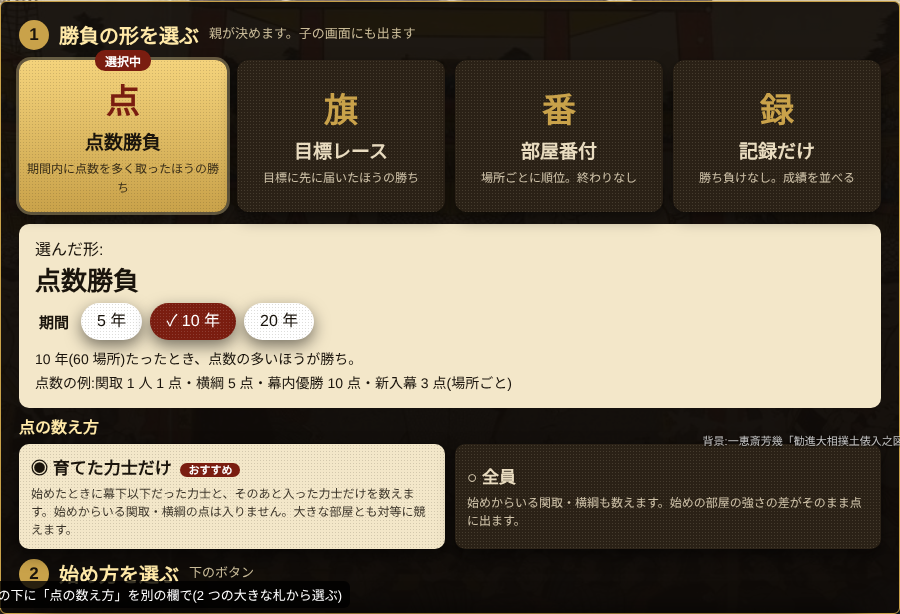 1 勝負の形を選ぶ 親が決めます。子の画面にも出ます
選択中
点
点数勝負
期間内に点数を多く取ったほうの勝
ち
旗
目標レース
目標に先に届いたほうの勝ち
番
部屋番付
場所ごとに順位。終わりなし
録
記録だけ
勝ち負けなし。成績を並べる
選んだ形:
点数勝負
期間 5 年 ✓ 10 年 20 年
10 年(60 場所)たったとき、点数の多いほうが勝ち。
点数の例:関取 1 人 1 点・横綱 5 点・幕内優勝 10 点・新入幕 3 点(場所ごと)
点の数え方
背景:一恵斎芳幾「勧進大相撲土俵入之図
◉ 育てた力士だけ おすすめ
始めたときに幕下以下だった力士と、そのあと入った力士だけを数えま
す。始めからいる関取・横綱の点は入りません。大きな部屋とも対等に競
えます。
○ 全員
始めからいる関取・横綱も数えます。始めの部屋の強さの差がそのまま点
に出ます。
2 始め方を選ぶ 下のボタン
の下に「点の数え方」を別の欄で(2 つの大きな札から選ぶ)